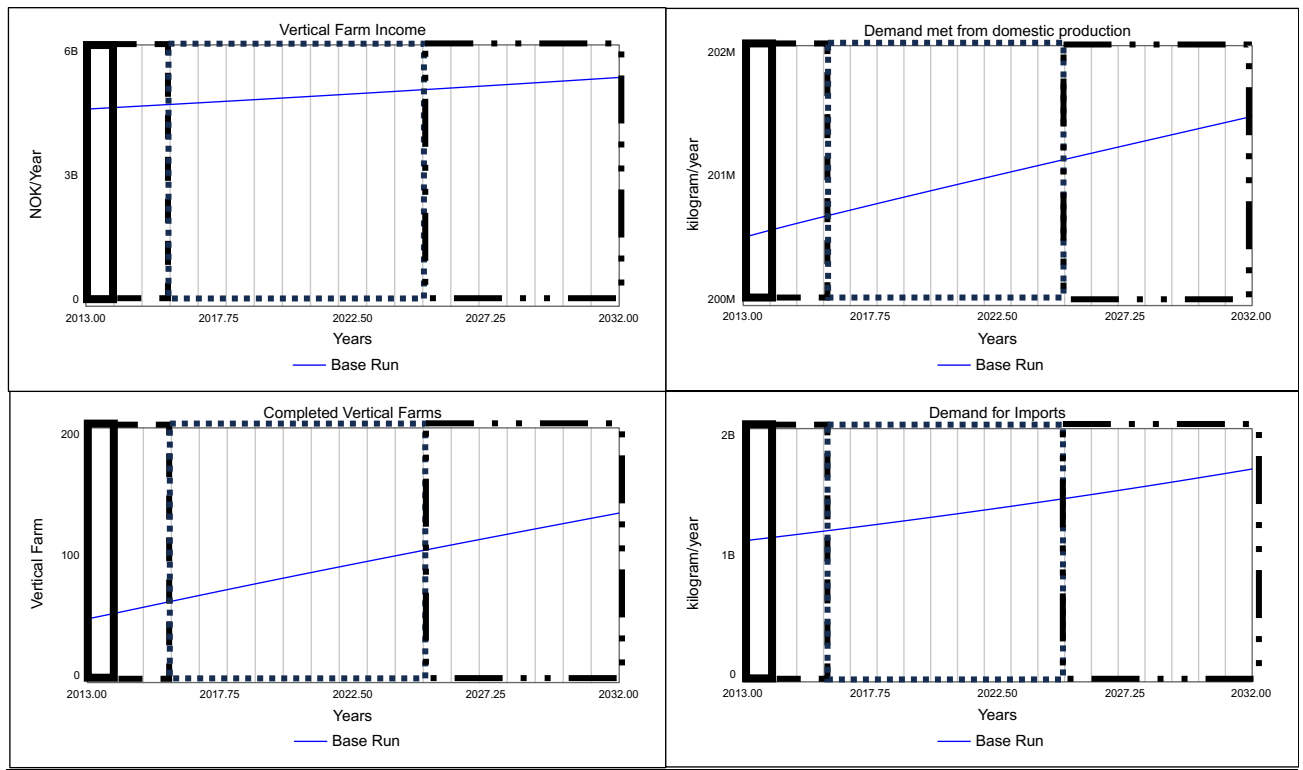 Vertical Farm Income
6B
3B
0
NOK/Year
2013.00 2017.75 2022.50 2027.25 2032.00
Years
Base Run
Demand met from domestic production
202M
201M
200M
kilogram/year
2013.00 2017.75 2022.50 2027.25 2032.00
Years
Base Run
Completed Vertical Farms
200
100
0
Vertical Farm
2013.00 2017.75 2022.50 2027.25 2032.00
Years
Base Run
Demand for Imports
2B
1B
0
kilogram/year
2013.00 2017.75 2022.50 2027.25 2032.00
Years
Base Run